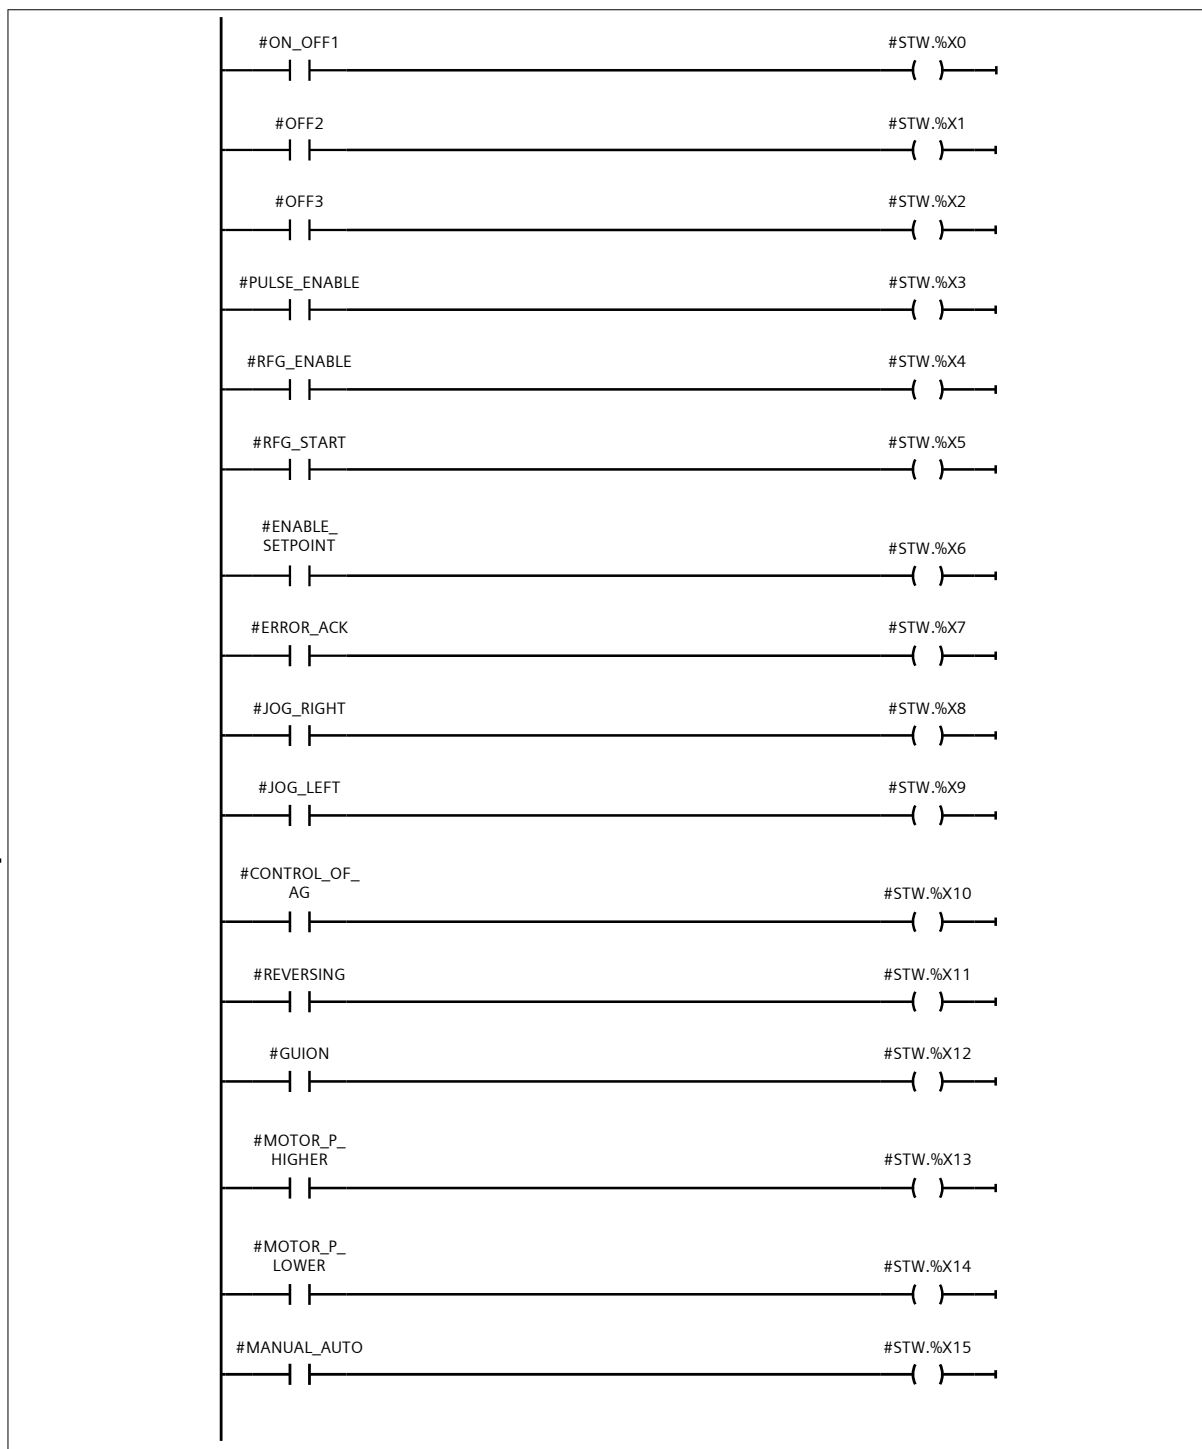 #ON_OFF1 #STW.%X0
#OFF2 #STW.%X1
#OFF3 #STW.%X2
#PULSE_ENABLE #STW.%X3
#RFG_ENABLE #STW.%X4
#RFG_START #STW.%X5
#ENABLE_
SETPOINT #STW.%X6
#ERROR_ACK #STW.%X7
#JOG_RIGHT #STW.%X8
#JOG_LEFT #STW.%X9
#CONTROL_OF_
AG #STW.%X10
#REVERSING #STW.%X11
#GUION #STW.%X12
#MOTOR_P_
HIGHER #STW.%X13
#MOTOR_P_
LOWER #STW.%X14
#MANUAL_AUTO #STW.%X15